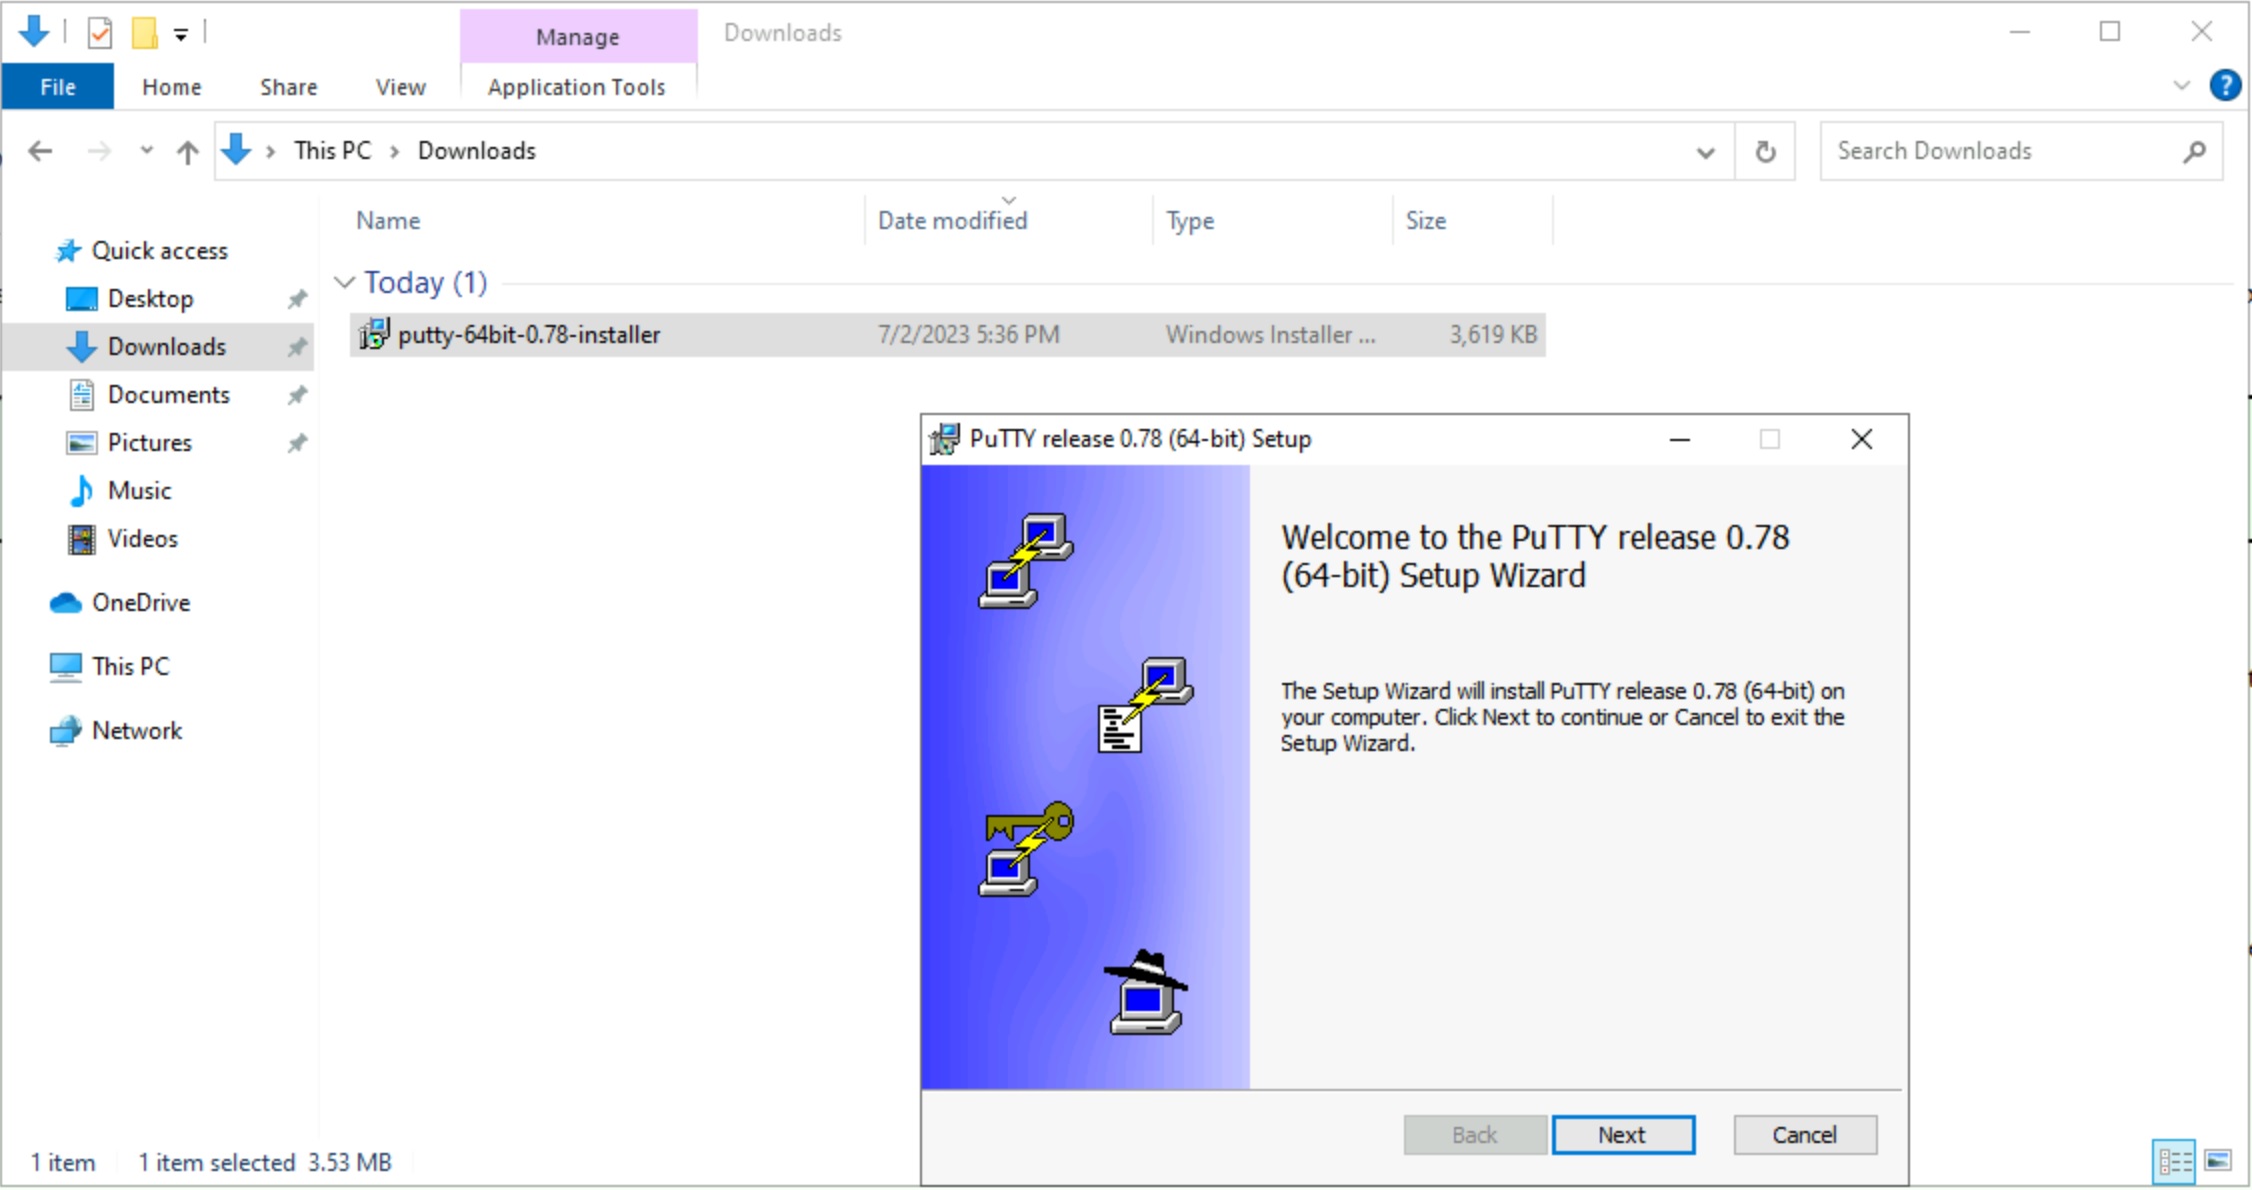 Manage
Downloads
File
Home
Share
View
Application Tools
?
This PC
Downloads
Search Downloads
Name
Date modified
Type
Size
Quick access
Desktop
Downloads
Documents
Pictures
Music
Videos
OneDrive
This PC
Network
Today (1)
putty-64bit-0.78-installer
7/2/2023 5:36 PM
Windows Installer ...
3,619 KB
PuTTY release 0.78 (64-bit) Setup
Welcome to the PuTTY release 0.78
(64-bit) Setup Wizard
The Setup Wizard will install PuTTY release 0.78 (64-bit) on
your computer. Click Next to continue or Cancel to exit the
Setup Wizard.
Back
Next
Cancel
1 item
1 item selected 3.53 MB